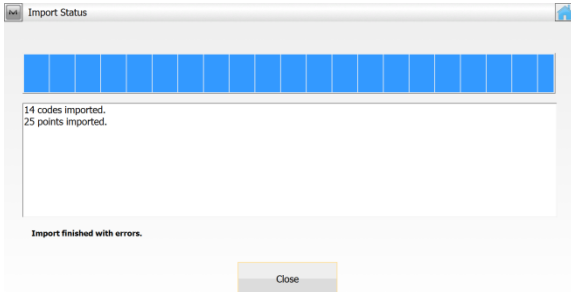 Import Status
14 codes imported.
25 points imported.
Import finished with errors.
Close